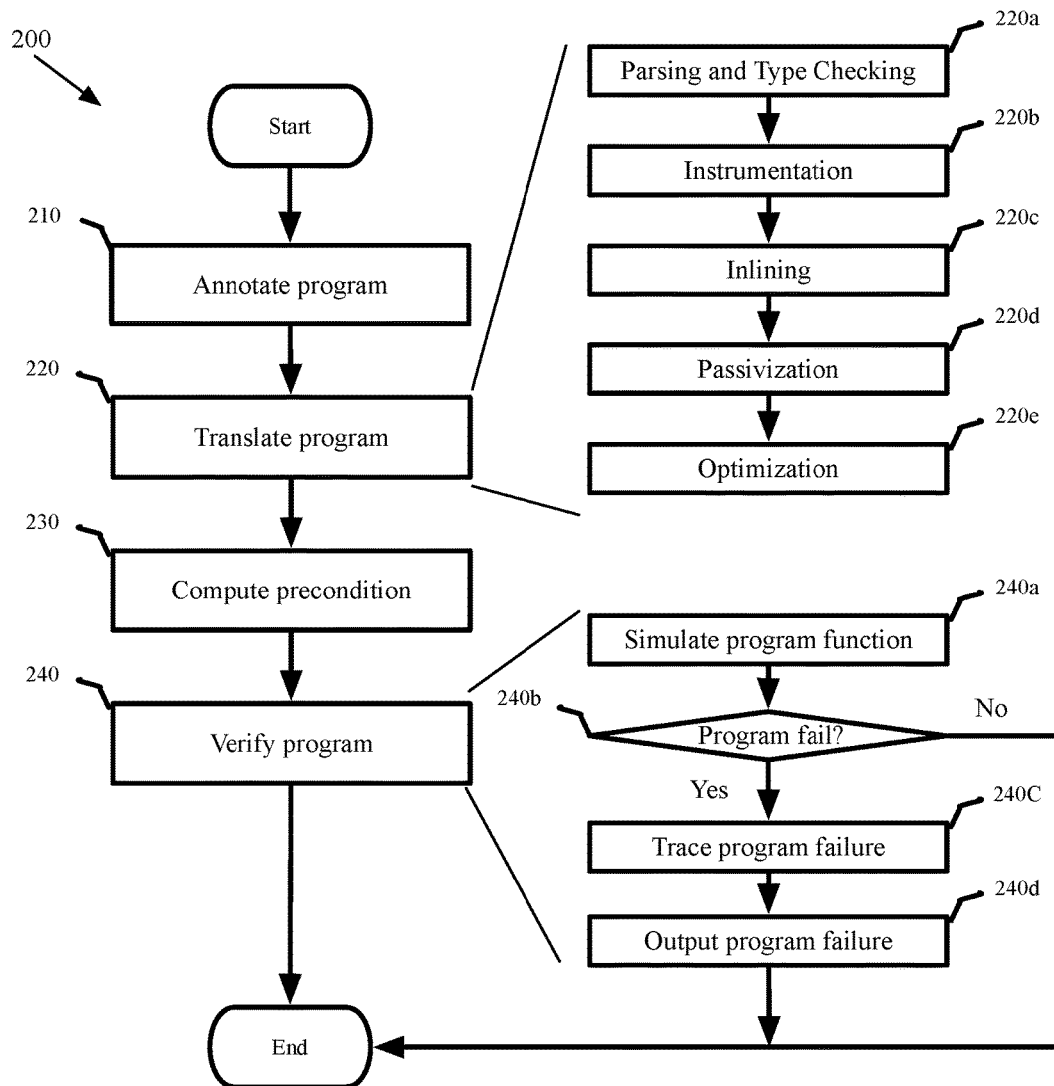 200
Start
210
Annotate program
220
Translate program
230
Compute precondition
240
Verify program
End
220a
Parsing and Type Checking
220b
Instrumentation
220c
Inlining
220d
Passivization
220e
Optimization
240a
Simulate program function
240b
Program fail?
No
Yes
240C
Trace program failure
240d
Output program failure